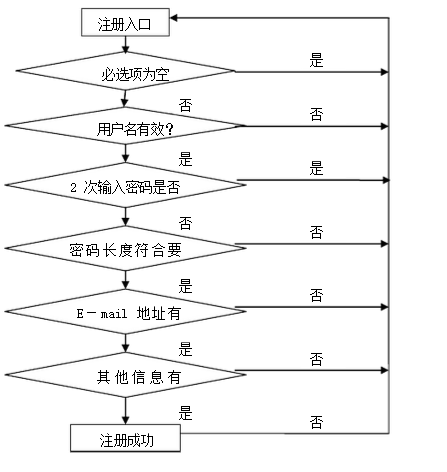 注册入口
必选项为空
是
否
用户名有效？
否
是
2 次输入密码是否
是
否
密码长度符合要
否
是
E－mail 地址有
否
是
其他信息有
否
是
注册成功
否